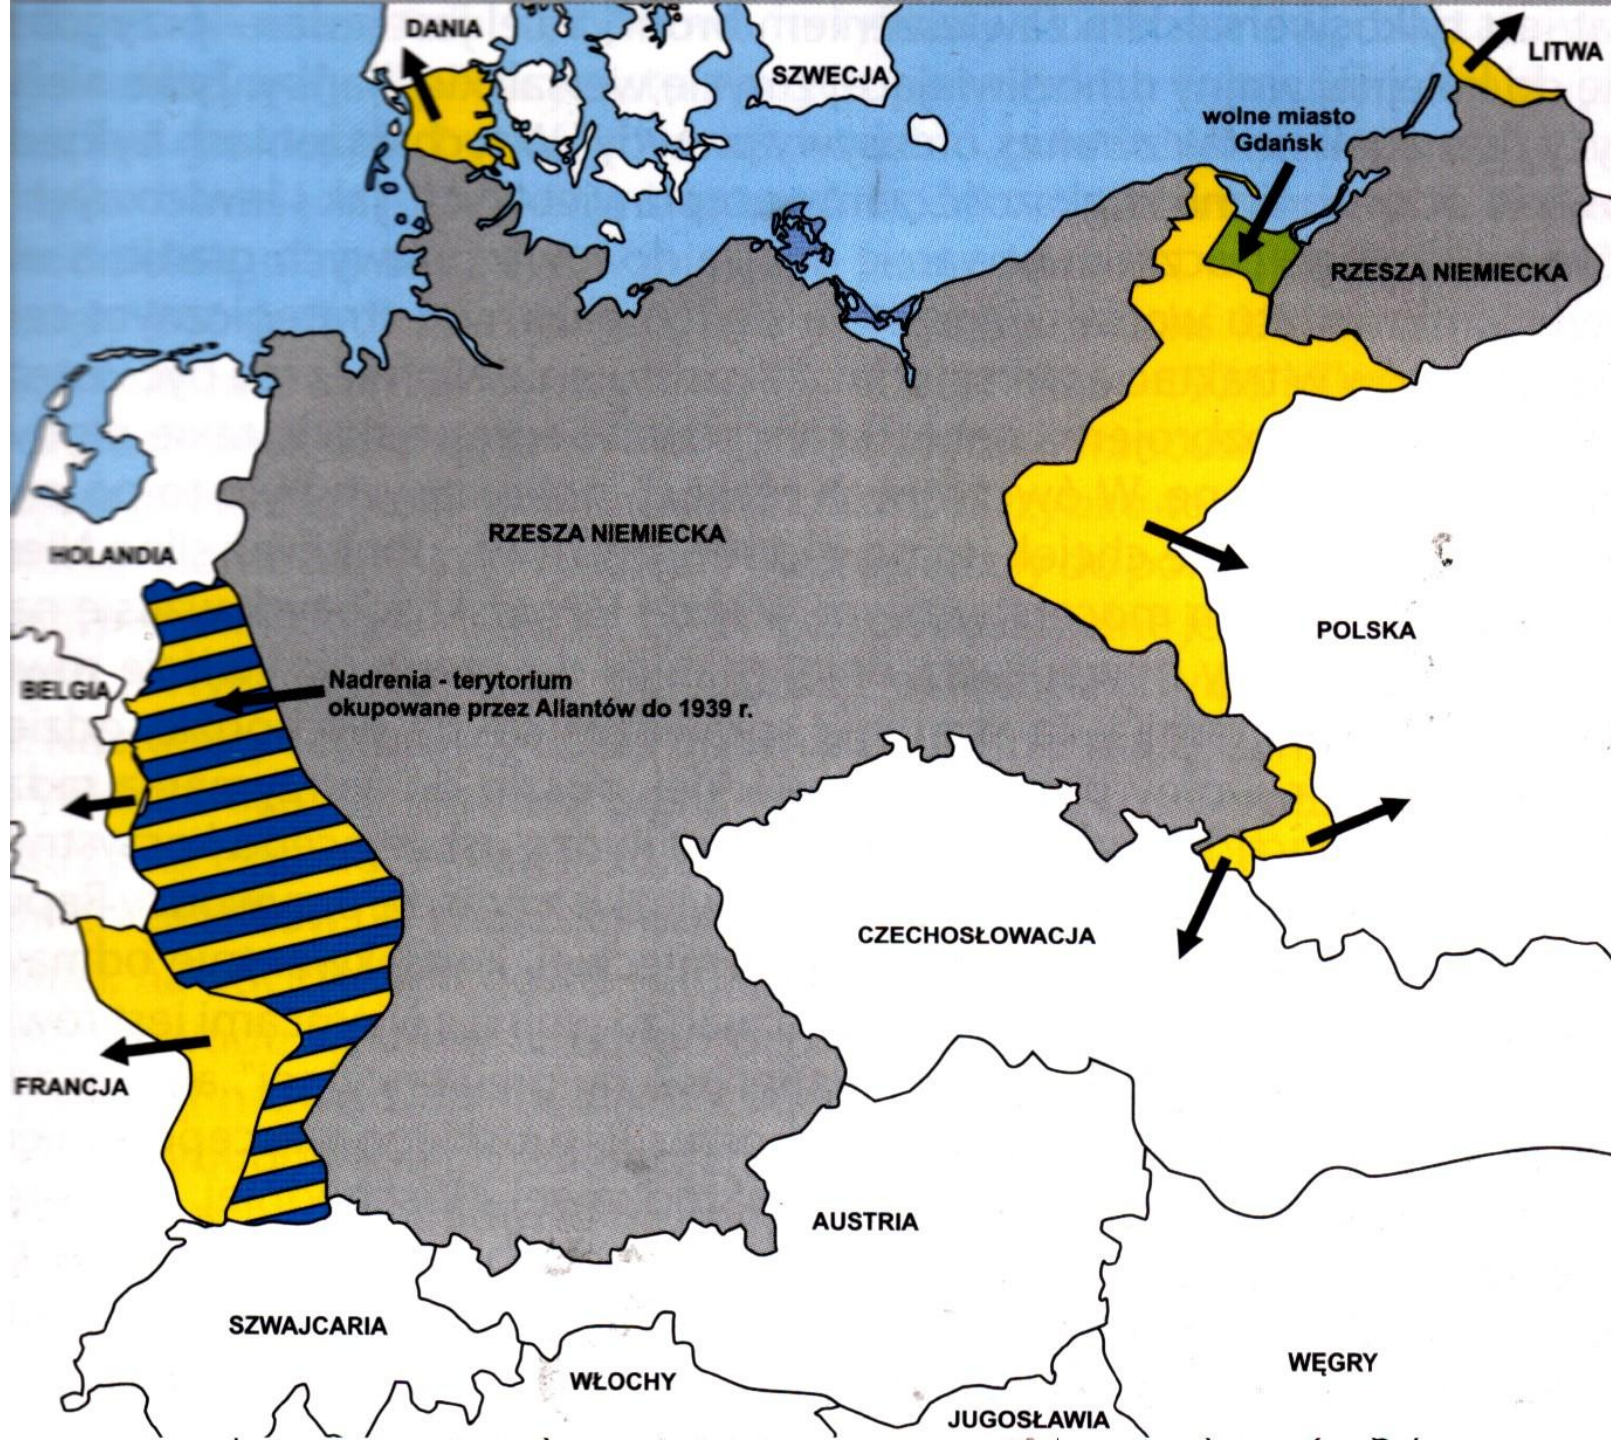 DANIA
SZWECJA
LITWA
wolne miasto
Gdańsk
RZESZA NIEMIECKA
RZESZA NIEMIECKA
HOLANDIA
POLSKA
BELGIA
Nadrenia - terytorium
okupowane przez Aliantów do 1939 r.
CZECHOSŁOWACJA
FRANCJA
AUSTRIA
SZWAJCARIA
WŁOCHY
WĘGRY
JUGOSŁAWIA